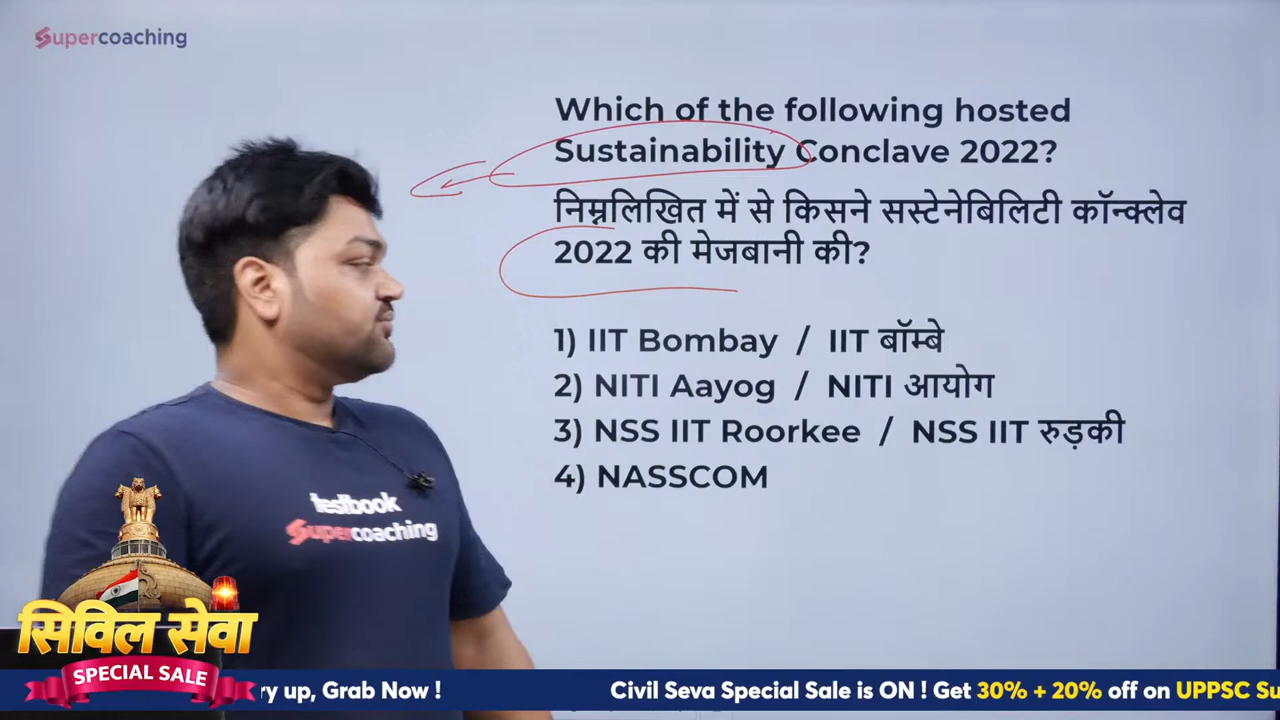 Supercoaching
Which of the following hosted
Sustainability Conclave 2022?
निम्नलिखित में से किसने सस्टेनेबिलिटी कॉन्क्लेव
2022 की मेजबानी की?
1) IIT Bombay / IIT बॉम्बे
2) NITI Aayog / NITI आयोग
3) NSS IIT Roorkee / NSS IIT रुड़की
4) NASSCOM
testbook
Supercoaching
सिविल सेवा
SPECIAL SALE
ry up, Grab Now !
Civil Seva Special Sale is ON ! Get 30% + 20% off on UPPSC Su